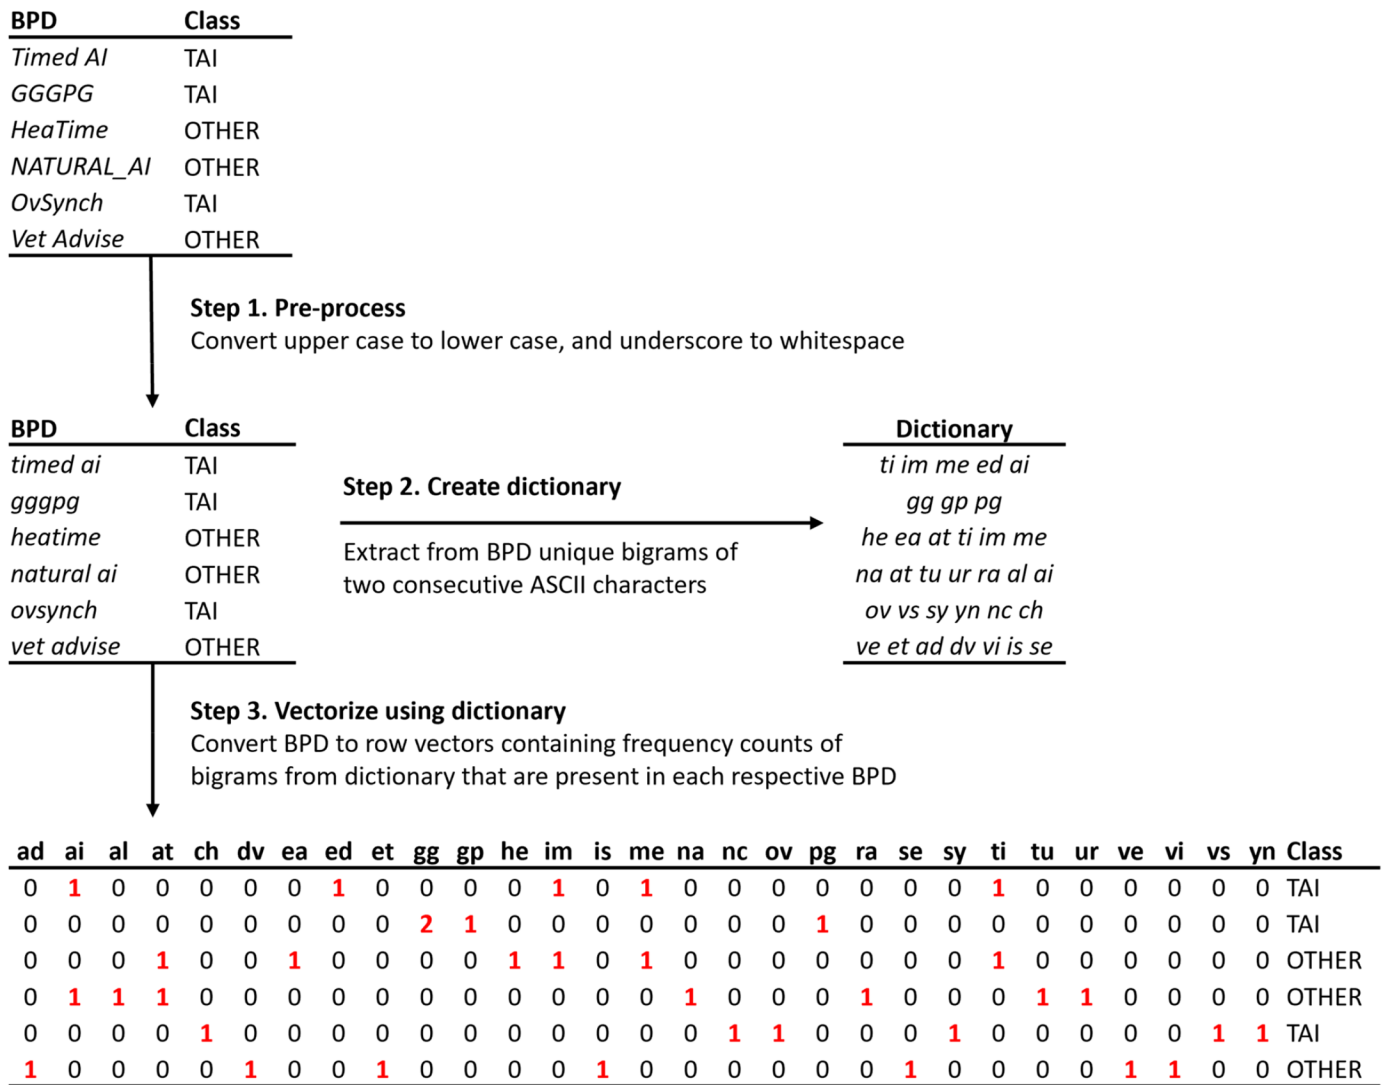 BPD Class
Timed AI TAI
GGGPG TAI
HeaTime OTHER
NATURAL_AI OTHER
OvSynch TAI
Vet Advise OTHER
Step 1. Pre-process
Convert upper case to lower case, and underscore to whitespace
BPD Class
timed ai TAI
gggpg TAI
heatime OTHER
natural ai OTHER
ovsynch TAI
vet advise OTHER
Step 2. Create dictionary
Extract from BPD unique bigrams of
two consecutive ASCII characters
Dictionary
ti im me ed ai
gg gp pg
he ea at ti im me
na at tu ur ra al ai
ov vs sy yn nc ch
ve et ad dv vi is se
Step 3. Vectorize using dictionary
Convert BPD to row vectors containing frequency counts of
bigrams from dictionary that are present in each respective BPD
ad ai al at ch dv ea ed et gg gp he im is me na nc ov pg ra se sy ti tu ur ve vi vs yn Class
0 1 0 0 0 0 0 1 0 0 0 0 1 0 1 0 0 0 0 0 0 0 1 0 0 0 0 0 0 TAI
0 0 0 0 0 0 0 0 0 2 1 0 0 0 0 0 0 0 1 0 0 0 0 0 0 0 0 0 0 TAI
0 0 0 1 0 0 1 0 0 0 0 1 1 0 1 0 0 0 0 0 0 0 1 0 0 0 0 0 0 OTHER
0 1 1 1 0 0 0 0 0 0 0 0 0 0 0 1 0 0 0 1 0 0 0 1 1 0 0 0 0 OTHER
0 0 0 0 1 0 0 0 0 0 0 0 0 0 0 0 1 1 0 0 0 1 0 0 0 0 0 1 1 TAI
1 0 0 0 0 1 0 0 1 0 0 0 0 1 0 0 0 0 0 0 1 0 0 0 0 1 1 0 0 OTHER